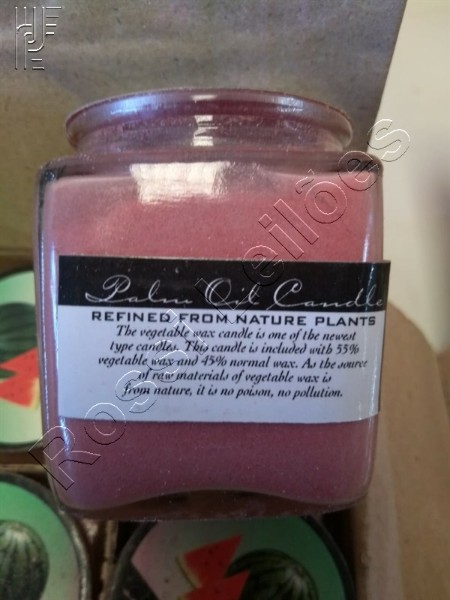 Palm Oil Candle
REFINED FROM NATURE PLANTS
The vegetable wax candle is one of the newest
type candles. This candle is included with 55%
vegetable wax and 45% normal wax. As the source
of raw materials of vegetable wax is
from nature, it is no poison, no pollution.
Leilões